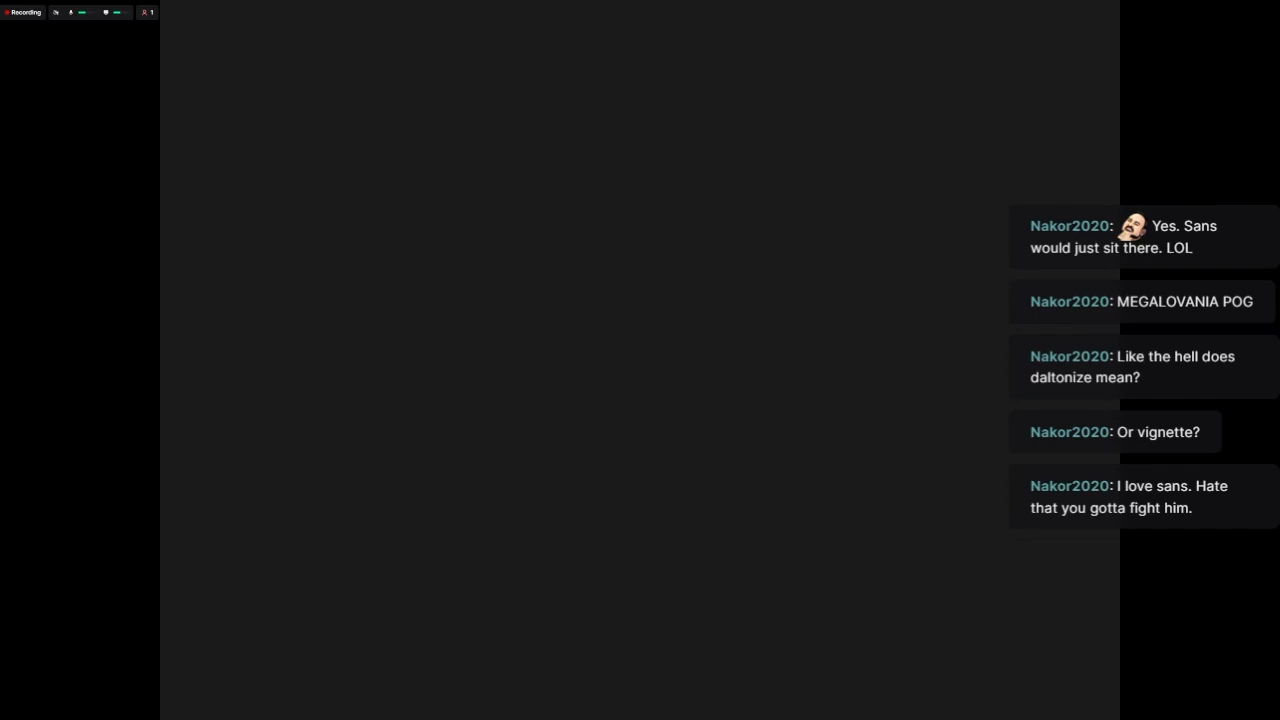 Recording 1
Nakor2020: Yes. Sans
would just sit there. LOL
Nakor2020: MEGALOVANIA POG
Nakor2020: Like the hell does
daltonize mean?
Nakor2020: Or vignette?
Nakor2020: I love sans. Hate
that you gotta fight him.